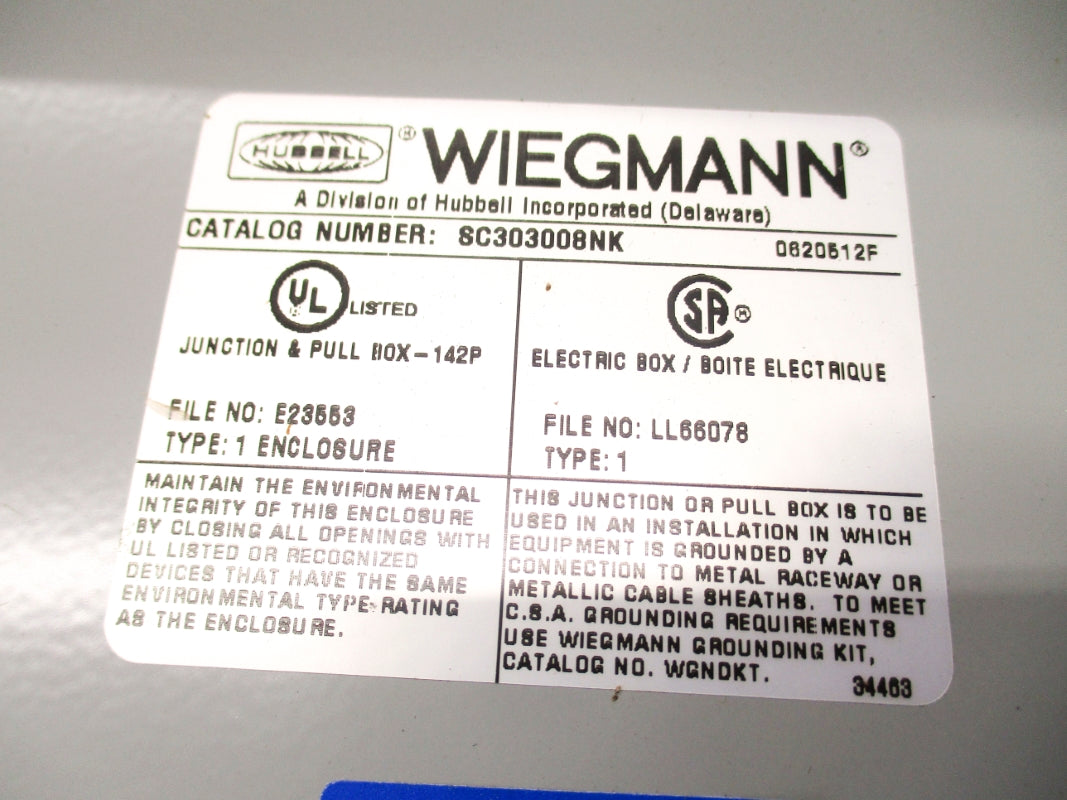 HUBBELL ® WIEGMANN®
A Division of Hubbell Incorporated (Delaware)
CATALOG NUMBER: SC303008NK 0620512F
UL LISTED
JUNCTION & PULL BOX-142P
FILE NO: E23553
TYPE: 1 ENCLOSURE
SA ®
ELECTRIC BOX / BOITE ELECTRIQUE
FILE NO: LL66078
TYPE: 1
MAINTAIN THE ENVIRONMENTAL
INTEGRITY OF THIS ENCLOSURE
BY CLOSING ALL OPENINGS WITH
UL LISTED OR RECOGNIZED
DEVICES THAT HAVE THE SAME
ENVIRONMENTAL TYPE RATING
AS THE ENCLOSURE.
THIS JUNCTION OR PULL BOX IS TO BE
USED IN AN INSTALLATION IN WHICH
EQUIPMENT IS GROUNDED BY A
CONNECTION TO METAL RACEWAY OR
METALLIC CABLE SHEATHS. TO MEET
C.S.A. GROUNDING REQUIREMENTS
USE WIEGMANN GROUNDING KIT,
CATALOG NO. WGNDKT.
34463